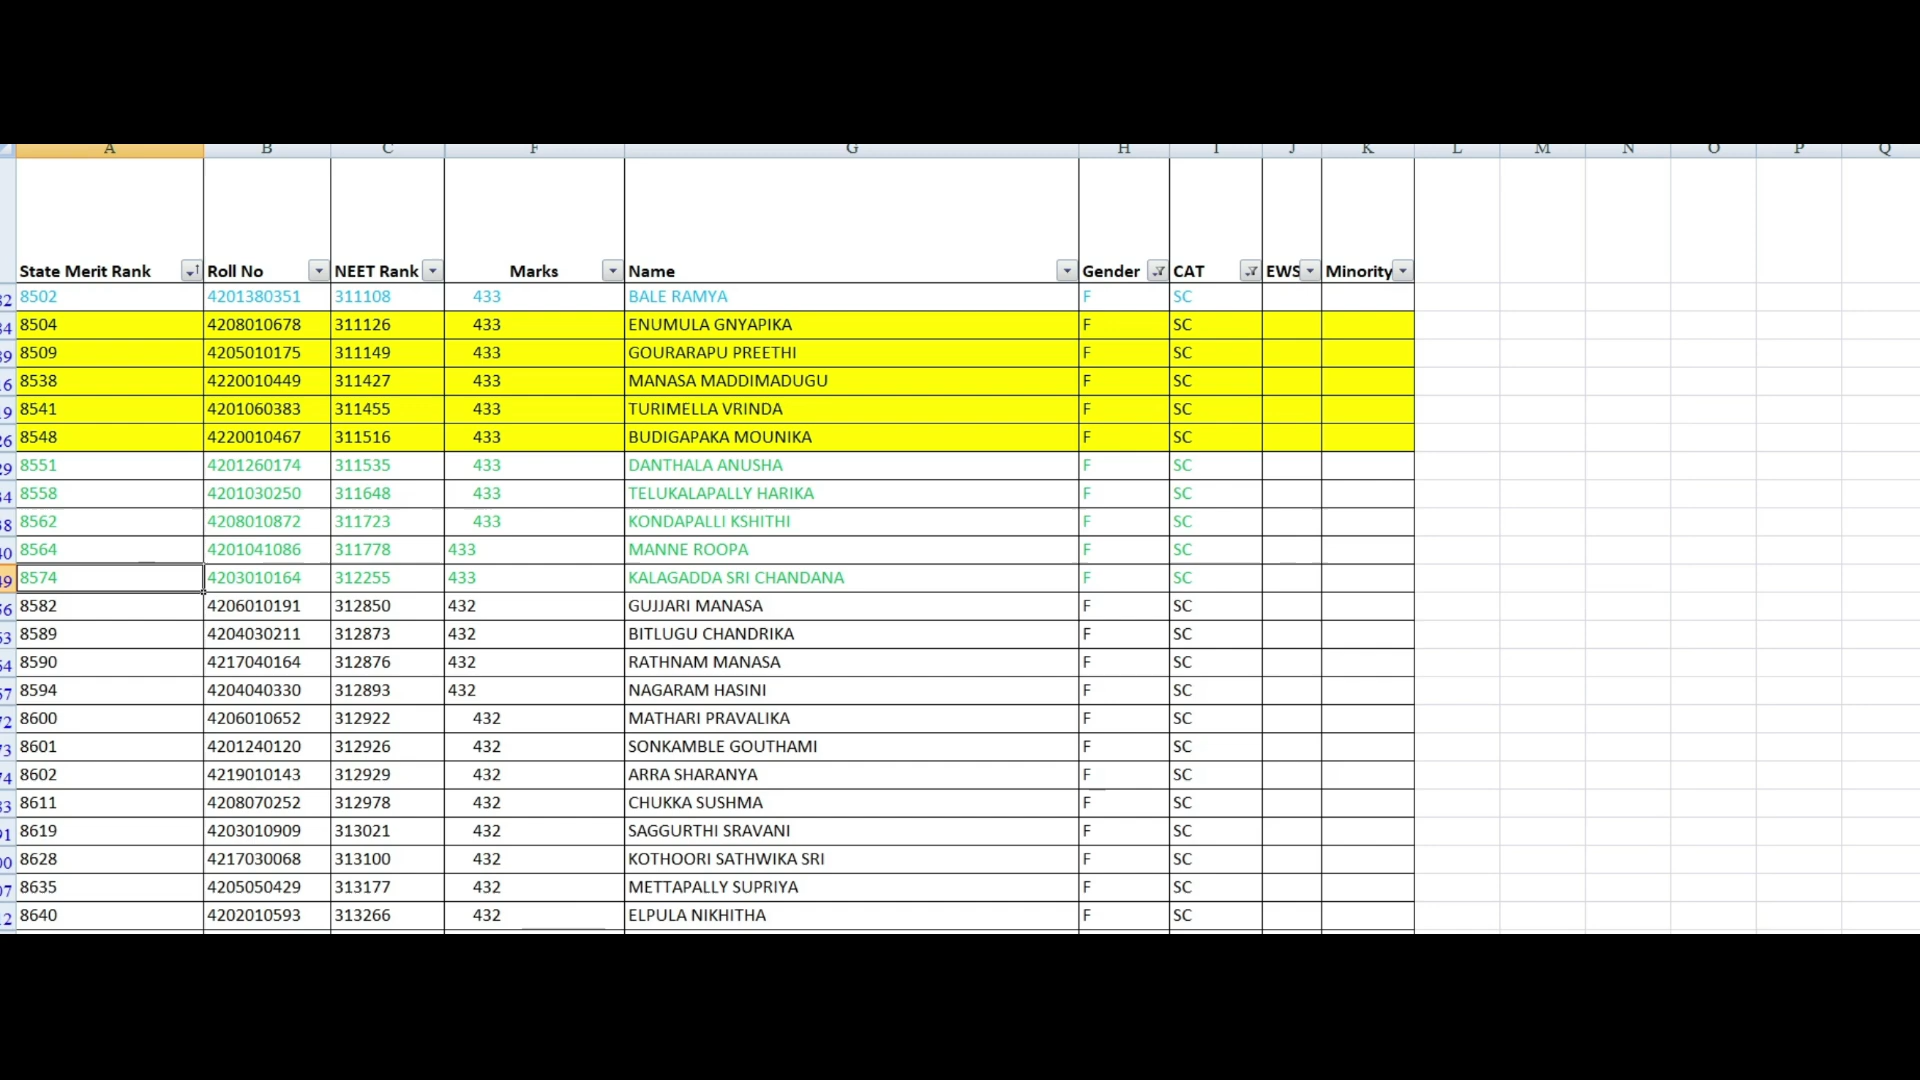 A B C F G H I J K L M N O P Q
State Merit Rank Roll No NEET Rank Marks Name Gender CAT EWS Minority
8502 4201380351 311108 433 BALE RAMYA F SC
8504 4208010678 311126 433 ENUMULA GNYAPIKA F SC
8509 4205010175 311149 433 GOURARAPU PREETHI F SC
8538 4220010449 311427 433 MANASA MADDIMADUGU F SC
8541 4201060383 311455 433 TURIMELLA VRINDA F SC
8548 4220010467 311516 433 BUDIGAPAKA MOUNIKA F SC
8551 4201260174 311535 433 DANTHALA ANUSHA F SC
8558 4201030250 311648 433 TELUKALAPALLY HARIKA F SC
8562 4208010872 311723 433 KONDAPALLI KSHITHI F SC
8564 4201041086 311778 433 MANNE ROOPA F SC
8574 4203010164 312255 433 KALAGADDA SRI CHANDANA F SC
8582 4206010191 312850 432 GUJJARI MANASA F SC
8589 4204030211 312873 432 BITLUGU CHANDRIKA F SC
8590 4217040164 312876 432 RATHNAM MANASA F SC
8594 4204040330 312893 432 NAGARAM HASINI F SC
8600 4206010652 312922 432 MATHARI PRAVALIKA F SC
8601 4201240120 312926 432 SONKAMBLE GOUTHAMI F SC
8602 4219010143 312929 432 ARRA SHARANYA F SC
8611 4208070252 312978 432 CHUKKA SUSHMA F SC
8619 4203010909 313021 432 SAGGURTHI SRAVANI F SC
8628 4217030068 313100 432 KOTHOORI SATHWIKA SRI F SC
8635 4205050429 313177 432 METTAPALLY SUPRIYA F SC
8640 4202010593 313266 432 ELPULA NIKHITHA F SC